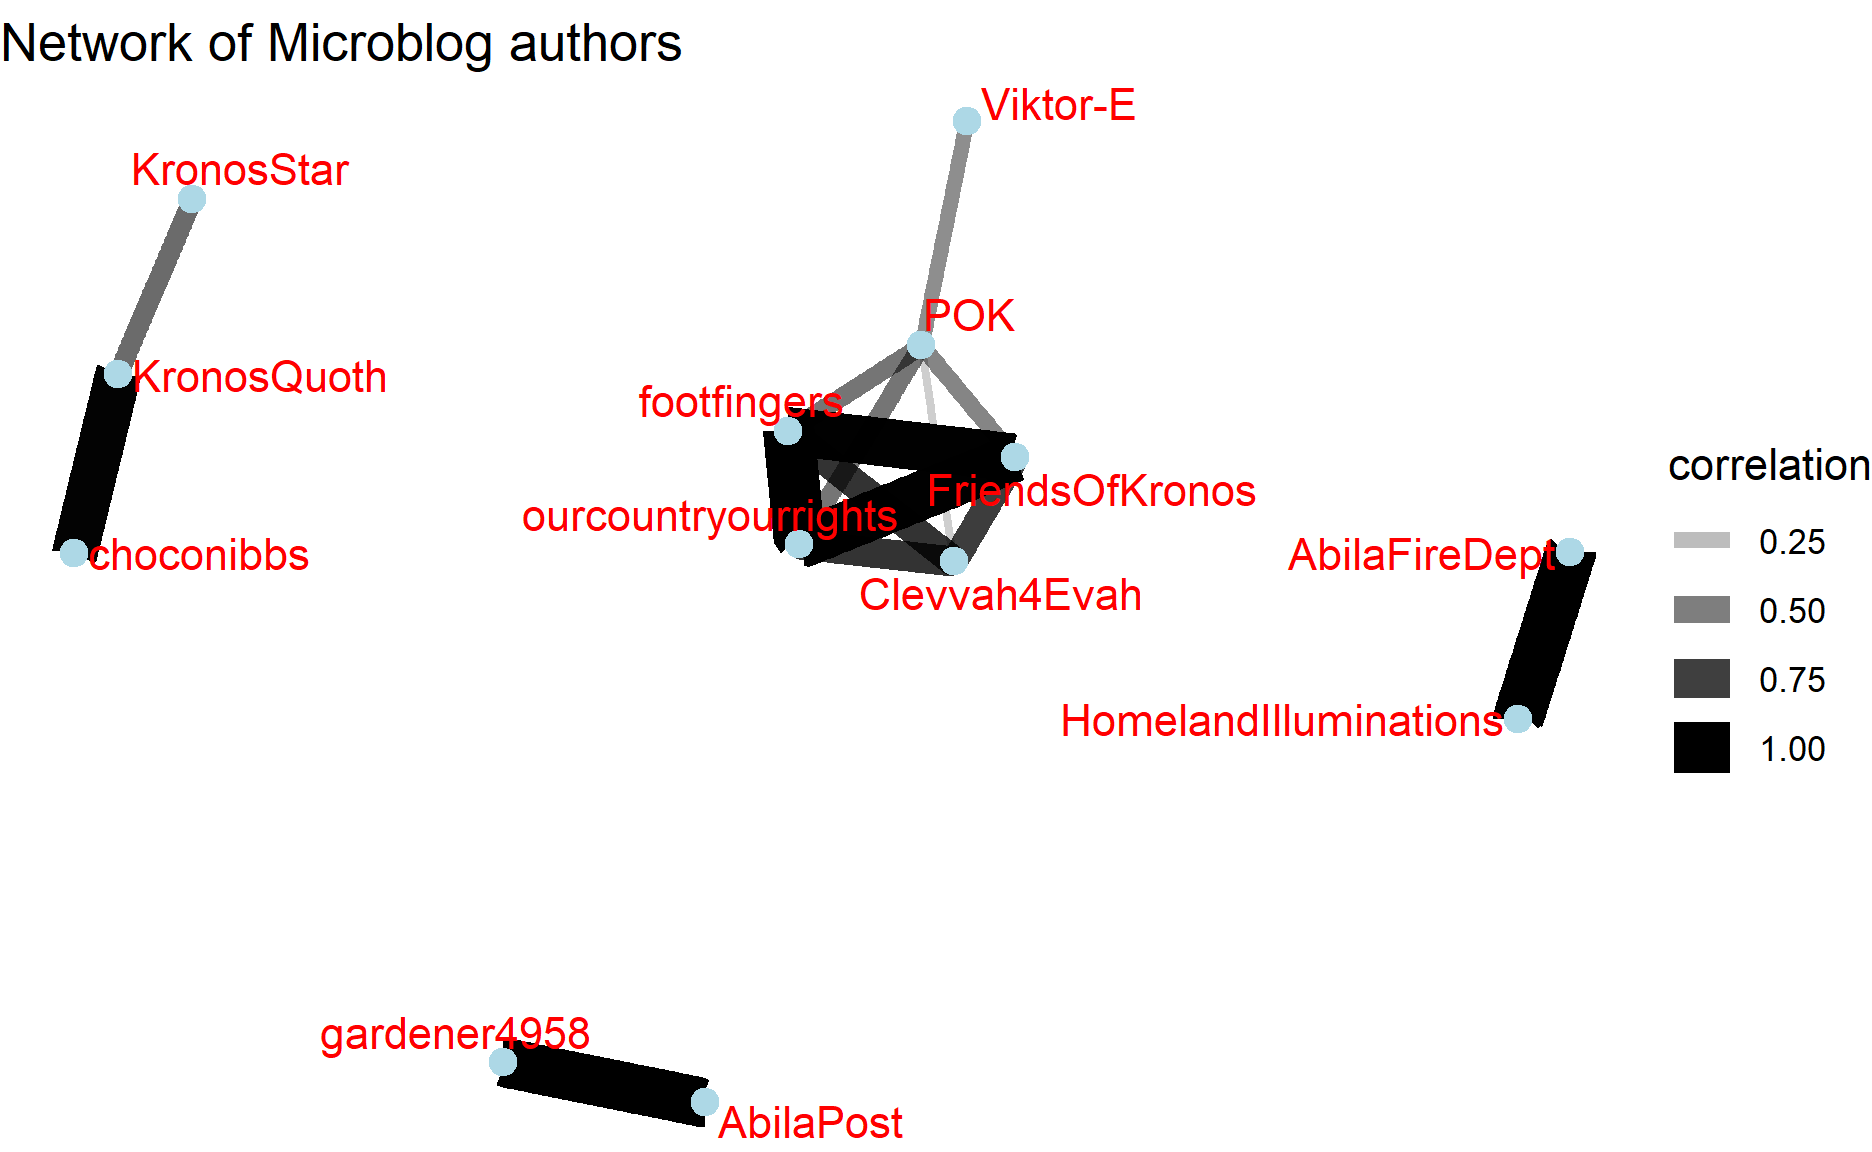 Network of Microblog authors
Viktor-E
KronosStar
POK
KronosQuoth
footfingers
FriendsOfKronos
ourcountryourrights
choconibbs
Clevvah4Evah
AbilaFireDept
HomelandIlluminations
gardener4958
AbilaPost
correlation
0.25
0.50
0.75
1.00